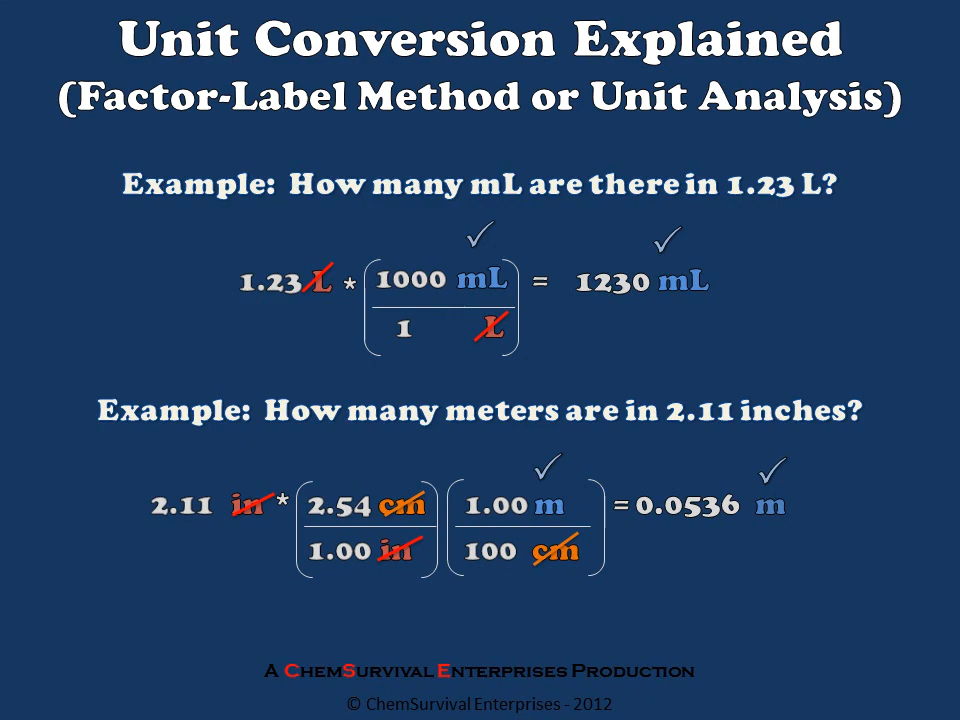 Unit Conversion Explained
(Factor-Label Method or Unit Analysis)
Example: How many mL are there in 1.23 L?
✓ ✓
1.23 L * 1000 mL = 1230 mL
1 L
Example: How many meters are in 2.11 inches?
✓ ✓
2.11 in * 2.54 cm 1.00 m = 0.0536 m
1.00 in 100 cm
A ChemSurvival Enterprises Production
© ChemSurvival Enterprises - 2012